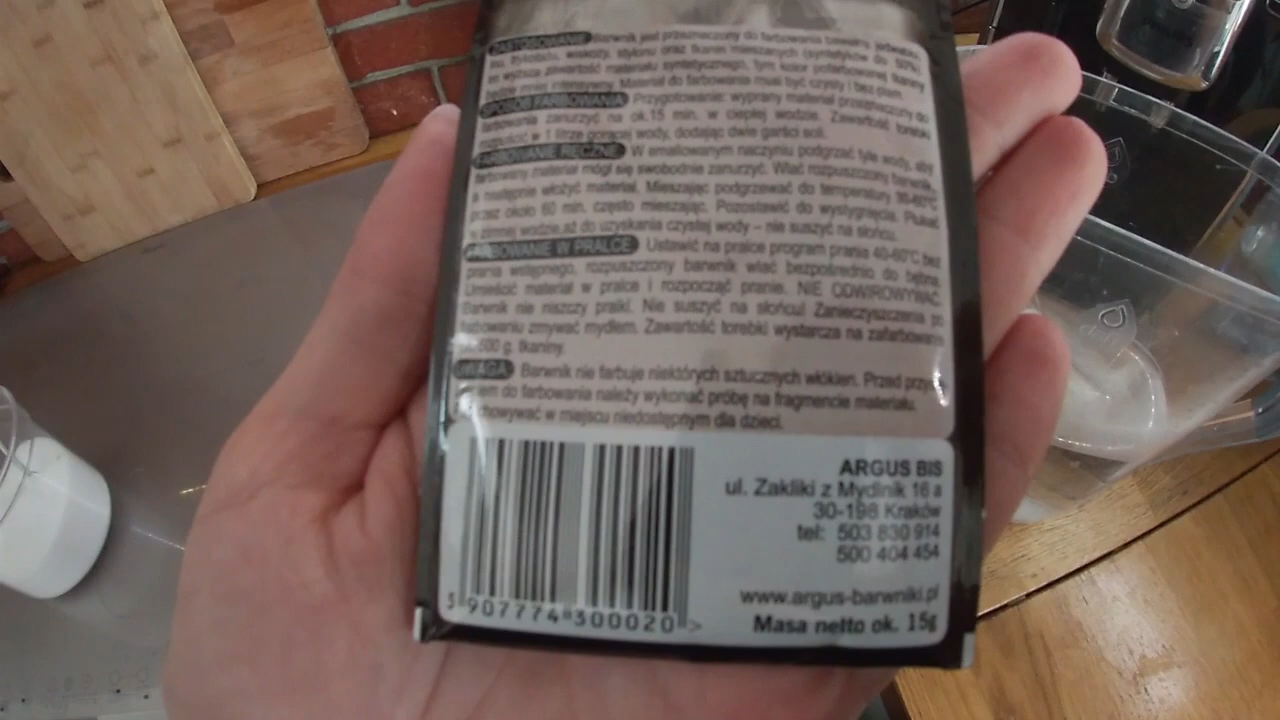 ZASTOSOWANIE Barwnik jest przeznaczony do farbowania bawełny, jedwabiu,
lnu, trykotażu, wiskozy, stylonu oraz tkanin mieszanych (syntetyków do 50%)
im wyższa zawartość materiału syntetycznego, tym kolor pofarbowanej tkaniny
będzie mniej intensywny. Materiał do farbowania musi być czysty i bez plam.
SPOSÓB FARBOWANIA Przygotowanie: wyprany materiał przeznaczony do
farbowania zanurzyć na ok.15 min. w ciepłej wodzie. Zawartość torebki
rozpuścić w 1 litrze gorącej wody, dodając dwie garści soli.
FARBOWANIE RĘCZNE W emaliowanym naczyniu podgrzać tyle wody, aby
farbowany materiał mógł się swobodnie zanurzyć. Wlać rozpuszczony barwnik,
a następnie włożyć materiał. Mieszając podgrzewać do temperatury
przez około 60 min. często mieszając. Pozostawić do wystygnięcia. Płukać
w zimnej wodzie,aż do uzyskania czystej wody – nie suszyć na słońcu.
FARBOWANIE W PRALCE Ustawić na pralce program prania 40-60°C bez
prania wstępnego, rozpuszczony barwnik wlać bezpośrednio do bębna.
Umieścić materiał w pralce i rozpocząć pranie. NIE ODWIROWYWAĆ.
Barwnik nie niszczy pralki. Nie suszyć na słońcu! Zanieczyszczenia po
farbowaniu zmywać mydłem. Zawartość torebki wystarcza na zafarbowanie
600 g. tkaniny.
UWAGA: Barwnik nie farbuje niektórych sztucznych włókien. Przed przy-
em do farbowania należy wykonać próbę na fragmencie materiału.
chowywać w miejscu niedostępnym dla dzieci.
ARGUS BIS
ul. Zakliki z Mydlnik 16 a
30-198 Kraków
tel: 503 830 914
500 404 454
www.argus-barwniki.pl
Masa netto ok. 15g
5 907774 300020 >